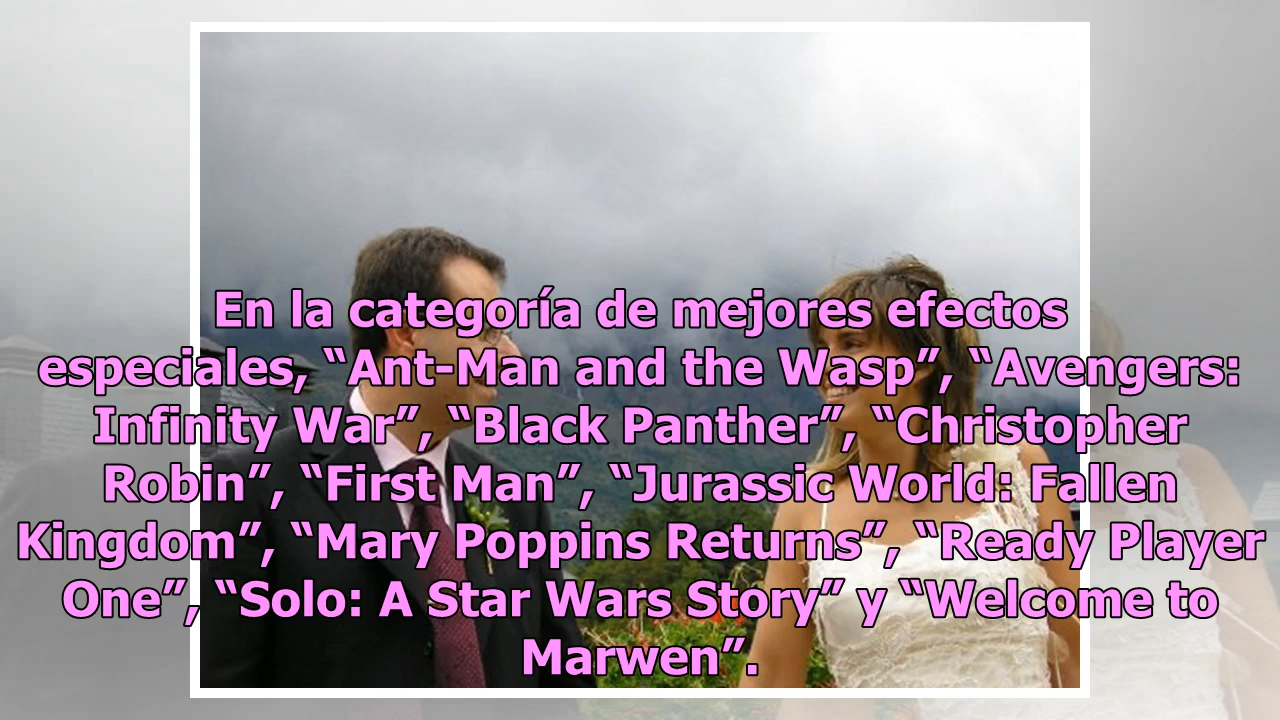 En la categoría de mejores efectos
especiales, “Ant-Man and the Wasp”, “Avengers:
Infinity War”, “Black Panther”, “Christopher
Robin”, “First Man”, “Jurassic World: Fallen
Kingdom”, “Mary Poppins Returns”, “Ready Player
One”, “Solo: A Star Wars Story” y “Welcome to
Marwen”.